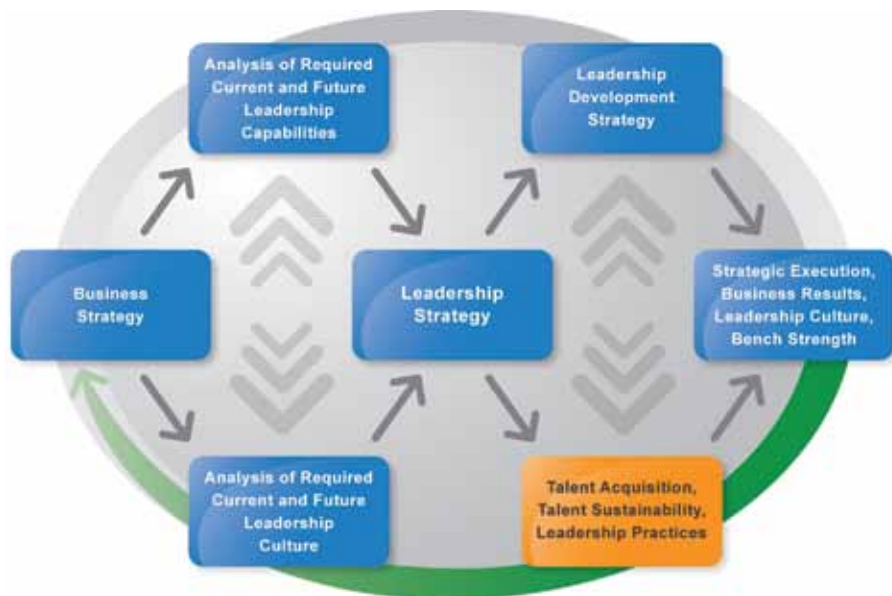 Analysis of Required
Current and Future
Leadership
Capabilities
Leadership
Development
Strategy
Business
Strategy
Leadership
Strategy
Strategic Execution,
Business Results,
Leadership Culture,
Bench Strength
Analysis of Required
Current and Future
Leadership
Culture
Talent Acquisition,
Talent Sustainability,
Leadership Practices